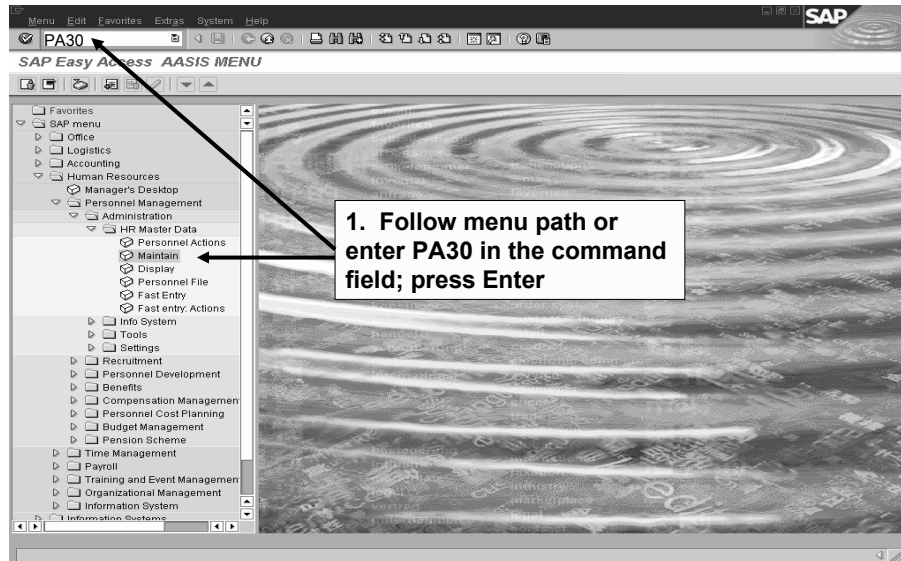 Menu Edit Favorites Extras System Help
SAP
PA30
SAP Easy Access AASIS MENU
Favorites
SAP menu
Office
Logistics
Accounting
Human Resources
Manager's Desktop
Personnel Management
Administration
HR Master Data
Personnel Actions
Maintain
Display
Personnel File
Fast Entry
Fast entry: Actions
Info System
Tools
Settings
Recruitment
Personnel Development
Benefits
Compensation Managemen
Personnel Cost Planning
Budget Management
Pension Scheme
Time Management
Payroll
Training and Event Managemen
Organizational Management
Information System
Information Systems
1. Follow menu path or
enter PA30 in the command
field; press Enter